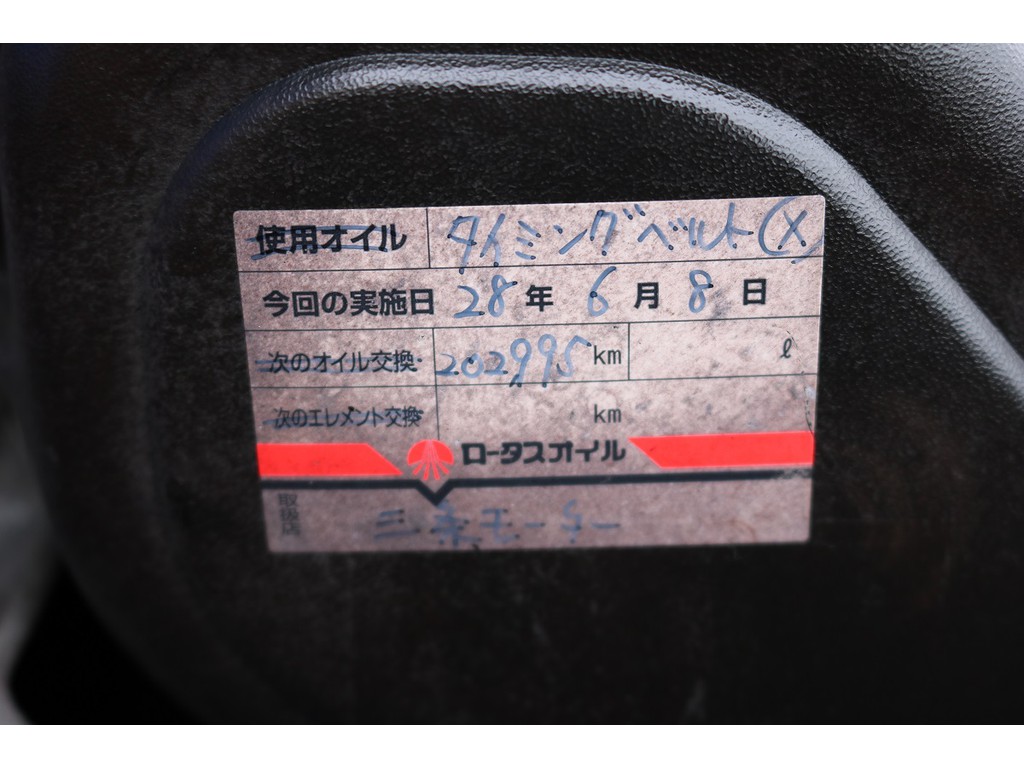 使用オイル タイミングベルト(X)
今回の実施日 28年 6月 8日
次のオイル交換 202995 km ℓ
次のエレメント交換 km
ロータスオイル
取扱店
三 モーター